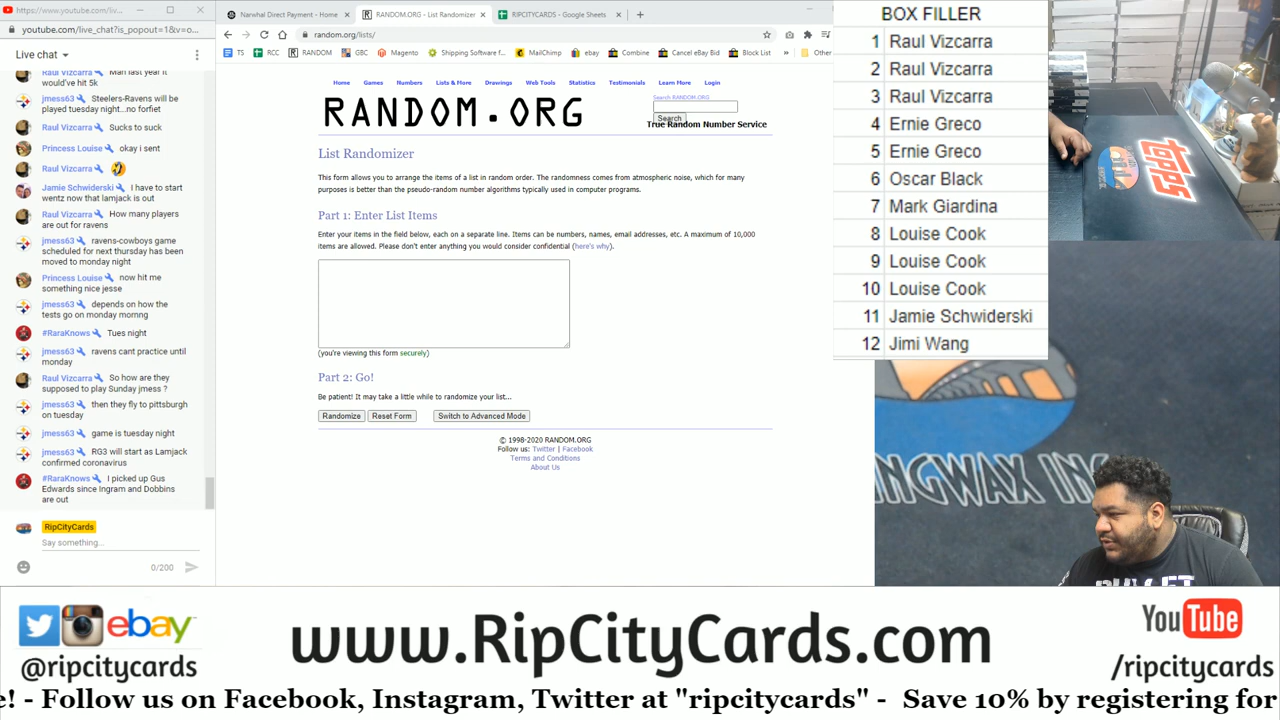 https://www.youtube.com/liv...
youtube.com/live_chat?is_popout=1&v=o...
Live chat
Raul Vizcarra Man last year it
would've hit 5k
jmess63 Steelers-Ravens will be
played tuesday night...no forfiet
Raul Vizcarra Sucks to suck
Princess Louise okay i sent
Raul Vizcarra
Jamie Schwiderski I have to start
wentz now that lamjack is out
Raul Vizcarra How many players
are out for ravens
jmess63 ravens-cowboys game
scheduled for next thursday has been
moved to monday night
Princess Louise now hit me
something nice jesse
jmess63 depends on how the
tests go on monday mornng
#RaraKnows Tues night
jmess63 ravens cant practice until
monday
Raul Vizcarra So how are they
supposed to play Sunday jmess ?
jmess63 then they fly to pittsburgh
on tuesday
jmess63 game is tuesday night
jmess63 RG3 will start as Lamjack
confirmed coronavirus
#RaraKnows I picked up Gus
Edwards since Ingram and Dobbins
are out
RipCityCards
Say something...
0/200
Narwhal Direct Payment - Home
RANDOM.ORG - List Randomizer
RIPCITYCARDS - Google Sheets
random.org/lists/
TS RCC RANDOM GBC Magento Shipping Software f... MailChimp ebay Combine Cancel eBay Bid Block List » Other
Home Games Numbers Lists & More Drawings Web Tools Statistics Testimonials Learn More Login
RANDOM.ORG
Search RANDOM.ORG
Search
True Random Number Service
List Randomizer
This form allows you to arrange the items of a list in random order. The randomness comes from atmospheric noise, which for many
purposes is better than the pseudo-random number algorithms typically used in computer programs.
Part 1: Enter List Items
Enter your items in the field below, each on a separate line. Items can be numbers, names, email addresses, etc. A maximum of 10,000
items are allowed. Please don't enter anything you would consider confidential (here's why).
(you're viewing this form securely)
Part 2: Go!
Be patient! It may take a little while to randomize your list...
Randomize Reset Form Switch to Advanced Mode
© 1998-2020 RANDOM.ORG
Follow us: Twitter | Facebook
Terms and Conditions
About Us
BOX FILLER
1 Raul Vizcarra
2 Raul Vizcarra
3 Raul Vizcarra
4 Ernie Greco
5 Ernie Greco
6 Oscar Black
7 Mark Giardina
8 Louise Cook
9 Louise Cook
10 Louise Cook
11 Jamie Schwiderski
12 Jimi Wang
topps
INGWAX INC
BULLET
ebay
@ripcitycards
www.RipCityCards.com
YouTube
/ripcitycards
e! - Follow us on Facebook, Instagram, Twitter at "ripcitycards" - Save 10% by registering for